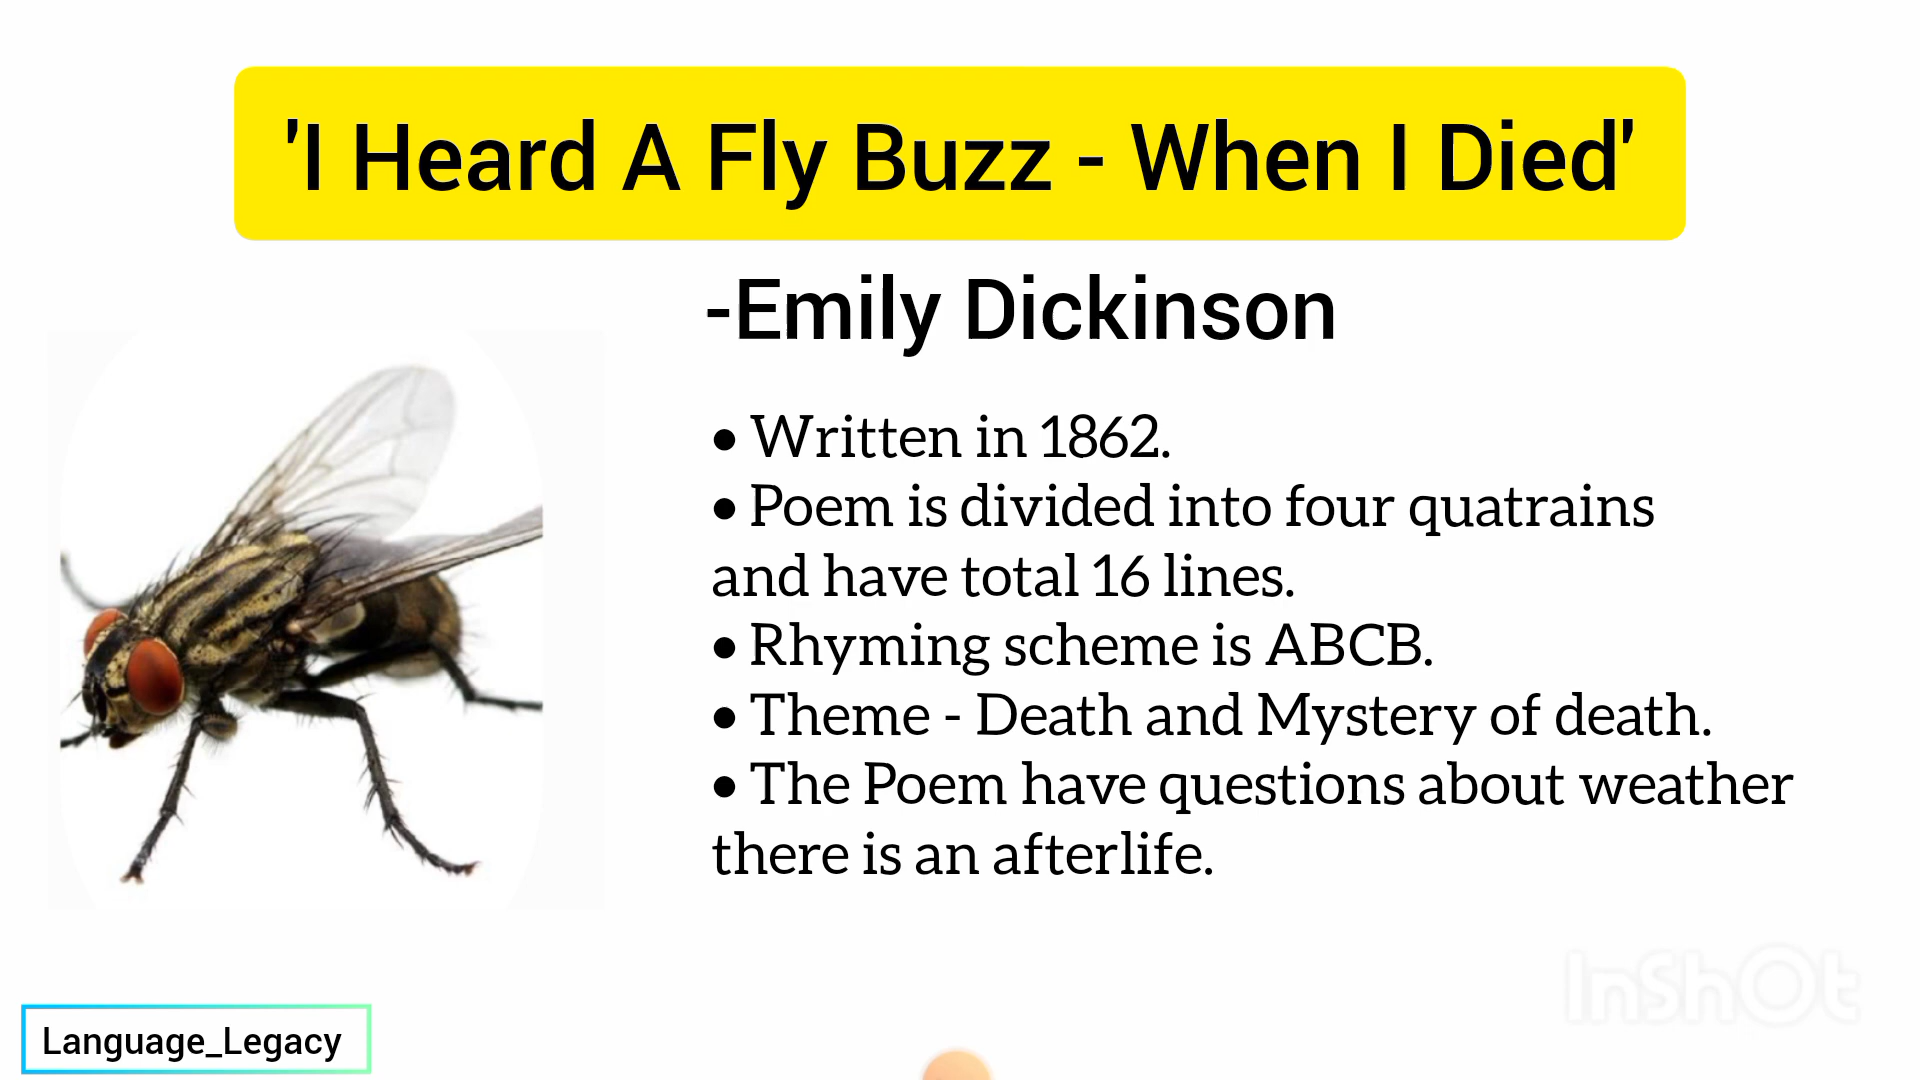 'I Heard A Fly Buzz - When I Died'
-Emily Dickinson
• Written in 1862.
• Poem is divided into four quatrains
and have total 16 lines.
• Rhyming scheme is ABCB.
• Theme - Death and Mystery of death.
• The Poem have questions about weather
there is an afterlife.
InShOt
Language_Legacy